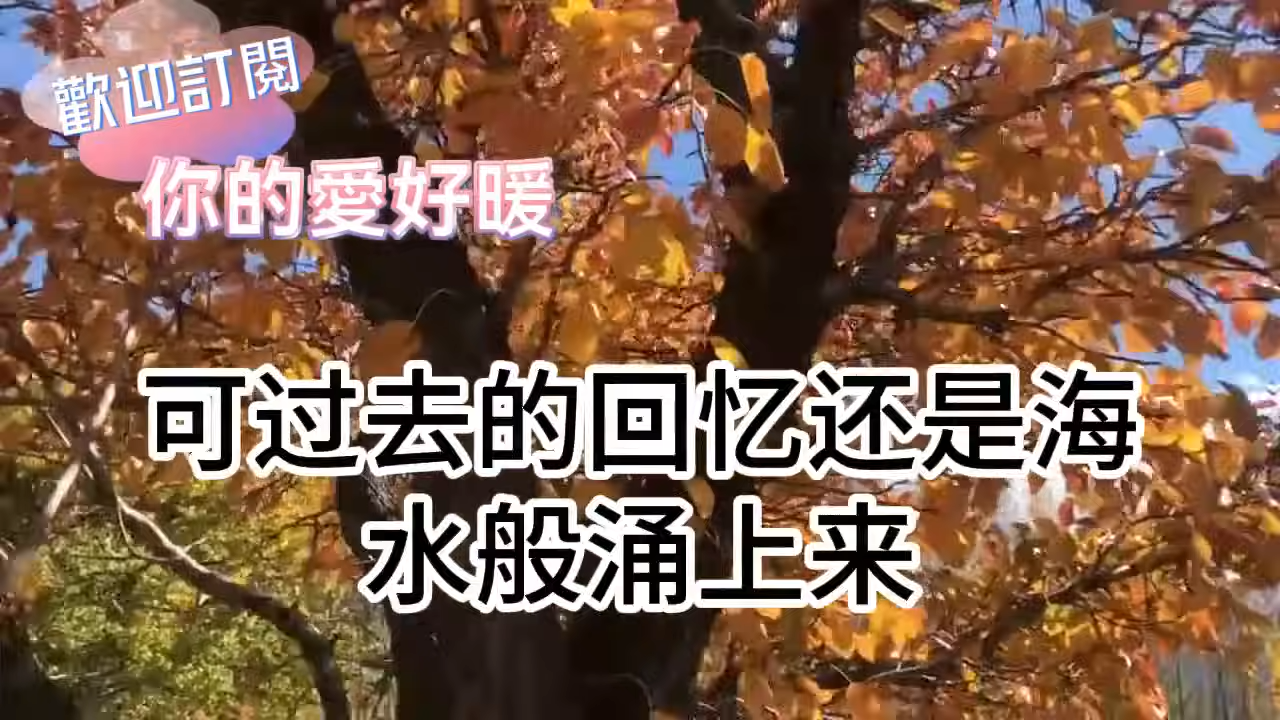 歡迎訂閱
你的愛好暖
可过去的回忆还是海
水般涌上来